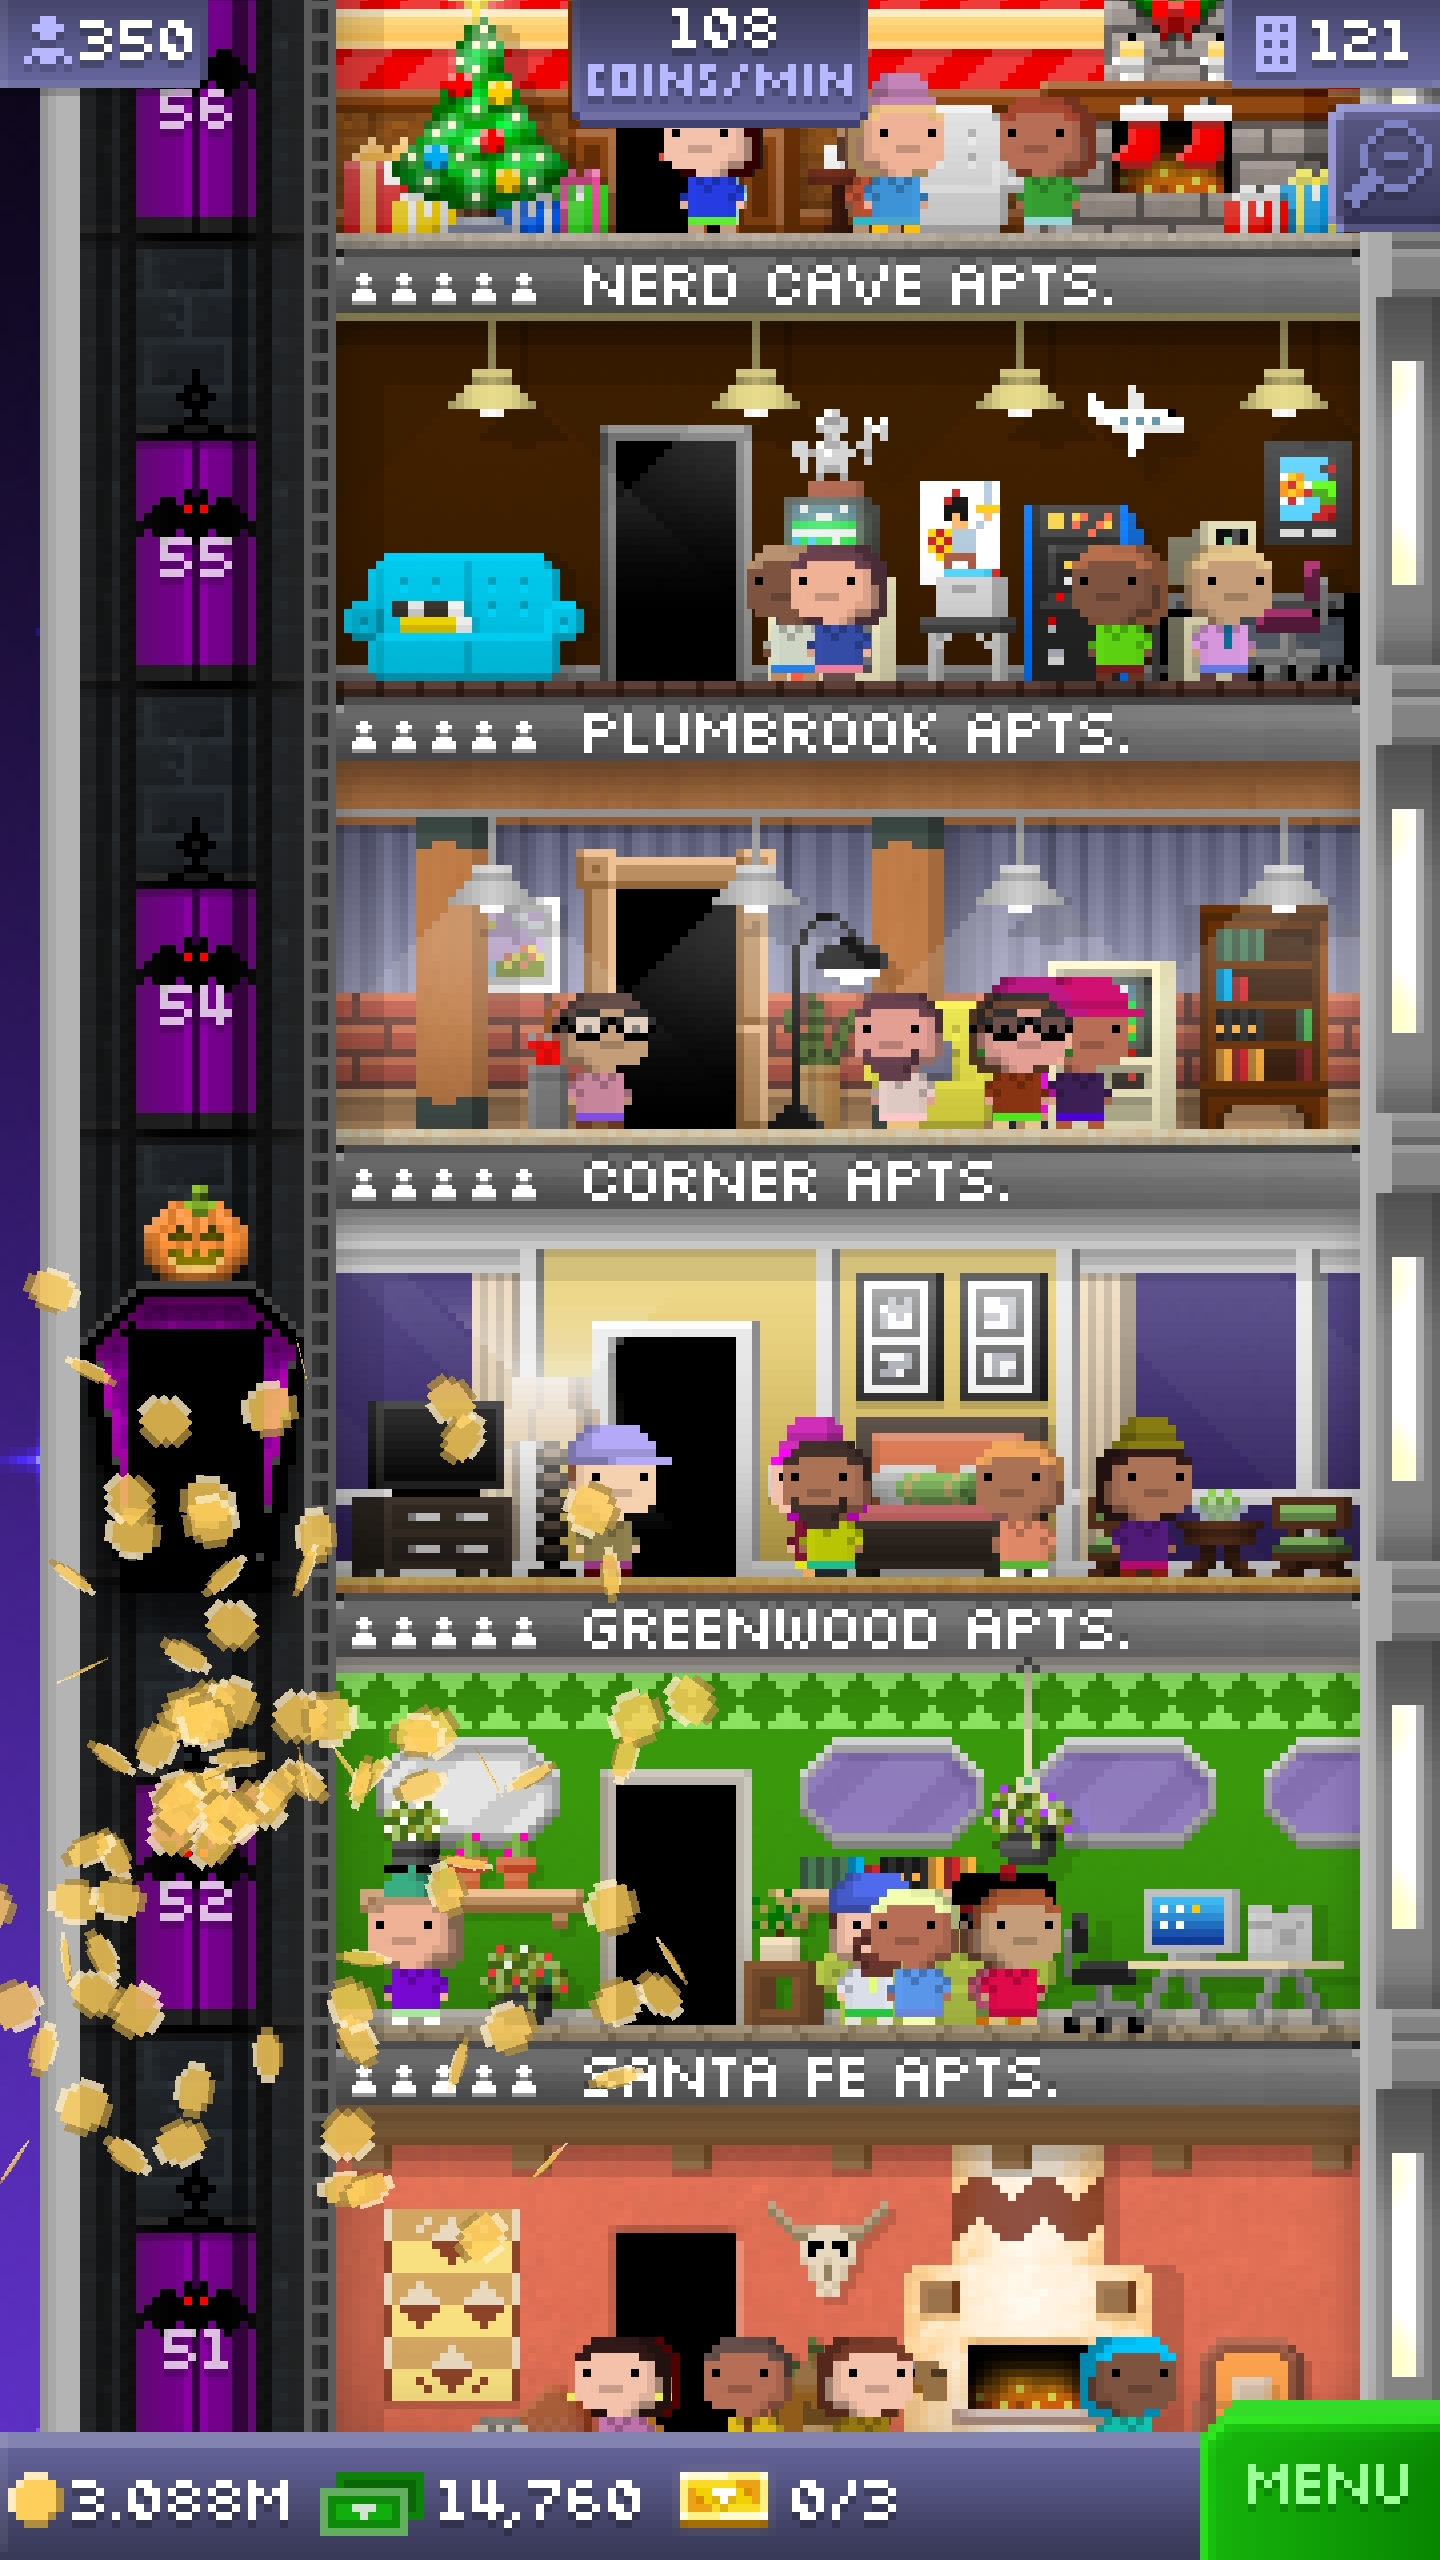 350
108
COINS/MIN
121
56
NERD CAVE APTS.
55
PLUMBROOK APTS.
54
CORNER APTS.
GREENWOOD APTS.
52
SANTA FE APTS.
51
3.088M
14,760
0/3
MENU